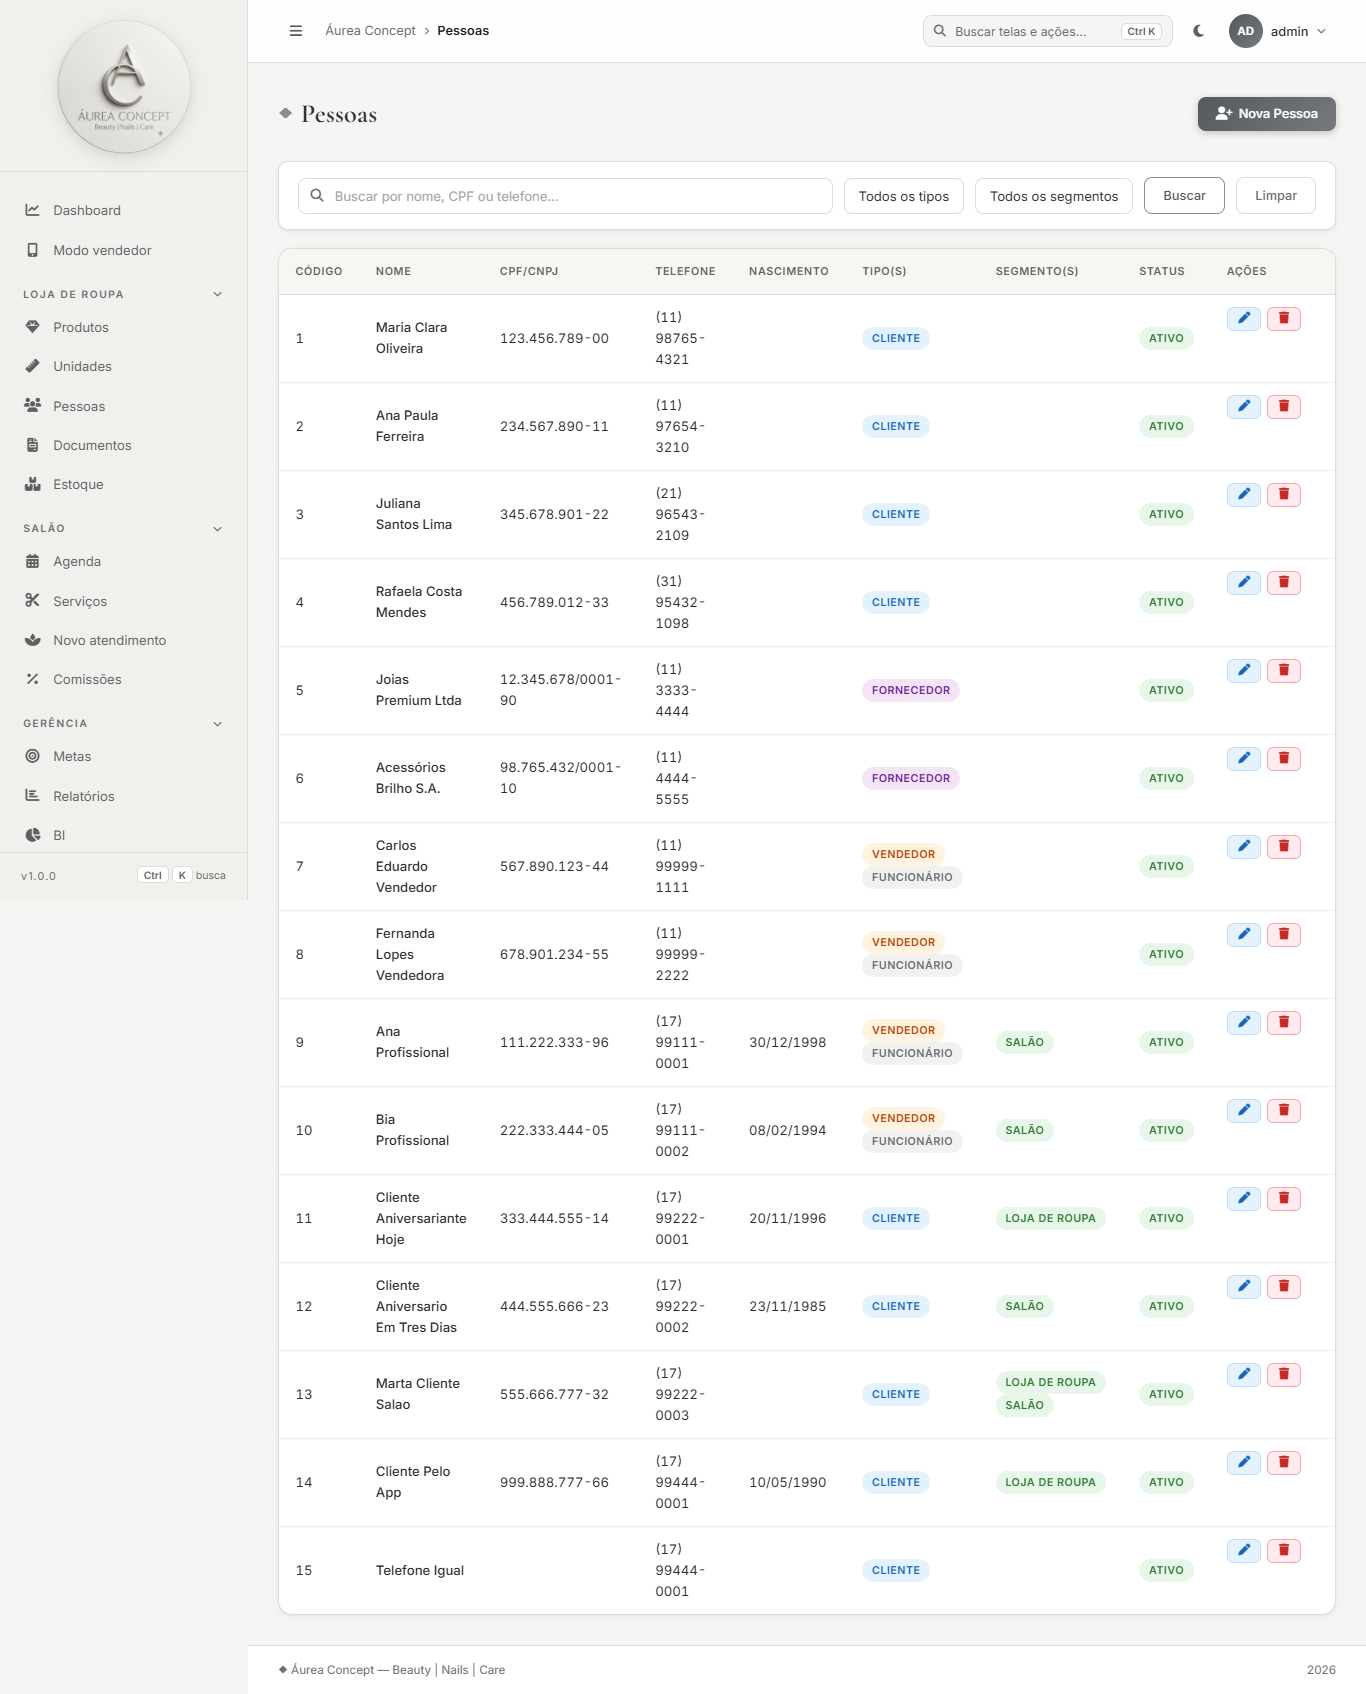 ÁUREA CONCEPT
Beauty | Nails | Care
Áurea Concept > Pessoas
Buscar telas e ações... Ctrl K
AD admin
Dashboard
Modo vendedor
LOJA DE ROUPA
Produtos
Unidades
Pessoas
Documentos
Estoque
SALÃO
Agenda
Serviços
Novo atendimento
Comissões
GERÊNCIA
Metas
Relatórios
BI
v1.0.0 Ctrl K busca
Pessoas
Nova Pessoa
Buscar por nome, CPF ou telefone... Todos os tipos Todos os segmentos Buscar Limpar
CÓDIGO NOME CPF/CNPJ TELEFONE NASCIMENTO TIPO(S) SEGMENTO(S) STATUS AÇÕES
(11)
Maria Clara
1 123.456.789-00 98765- CLIENTE ATIVO
Oliveira
4321
(11)
Ana Paula
2 234.567.890-11 97654- CLIENTE ATIVO
Ferreira
3210
(21)
Juliana
3 345.678.901-22 96543- CLIENTE ATIVO
Santos Lima
2109
(31)
Rafaela Costa
4 456.789.012-33 95432- CLIENTE ATIVO
Mendes
1098
(11)
Joias 12.345.678/0001-
5 3333- FORNECEDOR ATIVO
Premium Ltda 90
4444
(11)
Acessórios 98.765.432/0001-
6 4444- FORNECEDOR ATIVO
Brilho S.A. 10
5555
Carlos (11)
VENDEDOR
7 Eduardo 567.890.123-44 99999- ATIVO
FUNCIONÁRIO
Vendedor 1111
Fernanda (11)
VENDEDOR
8 Lopes 678.901.234-55 99999- ATIVO
FUNCIONÁRIO
Vendedora 2222
(17)
Ana VENDEDOR
9 111.222.333-96 99111- 30/12/1998 SALÃO ATIVO
Profissional FUNCIONÁRIO
0001
(17)
Bia VENDEDOR
10 222.333.444-05 99111- 08/02/1994 SALÃO ATIVO
Profissional FUNCIONÁRIO
0002
Cliente (17)
11 Aniversariante 333.444.555-14 99222- 20/11/1996 CLIENTE LOJA DE ROUPA ATIVO
Hoje 0001
Cliente (17)
12 Aniversario 444.555.666-23 99222- 23/11/1985 CLIENTE SALÃO ATIVO
Em Tres Dias 0002
(17)
Marta Cliente LOJA DE ROUPA
13 555.666.777-32 99222- CLIENTE ATIVO
Salao SALÃO
0003
(17)
Cliente Pelo
14 999.888.777-66 99444- 10/05/1990 CLIENTE LOJA DE ROUPA ATIVO
App
0001
(17)
15 Telefone Igual 99444- CLIENTE ATIVO
0001
Áurea Concept — Beauty | Nails | Care 2026